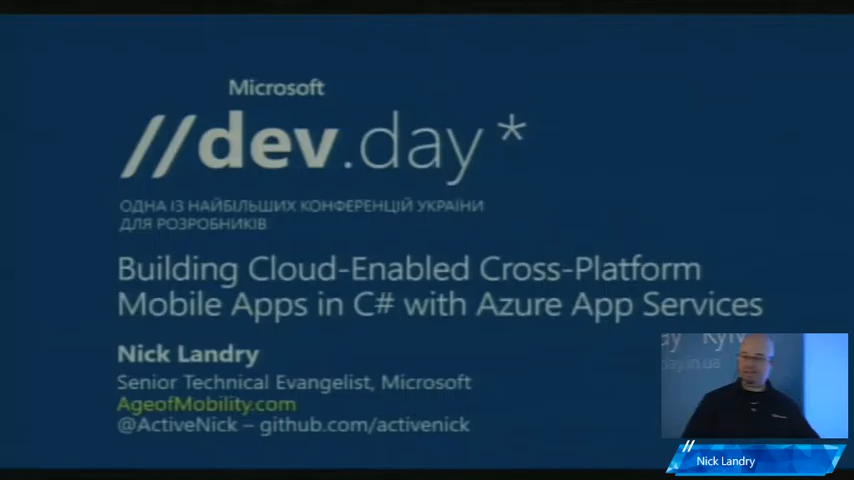 Microsoft
//dev.day*
ОДНА ІЗ НАЙБІЛЬШИХ КОНФЕРЕНЦІЙ УКРАЇНИ
ДЛЯ РОЗРОБНИКІВ
Building Cloud-Enabled Cross-Platform
Mobile Apps in C# with Azure App Services
Nick Landry
Senior Technical Evangelist, Microsoft
AgeofMobility.com
@ActiveNick – github.com/activenick
Nick Landry